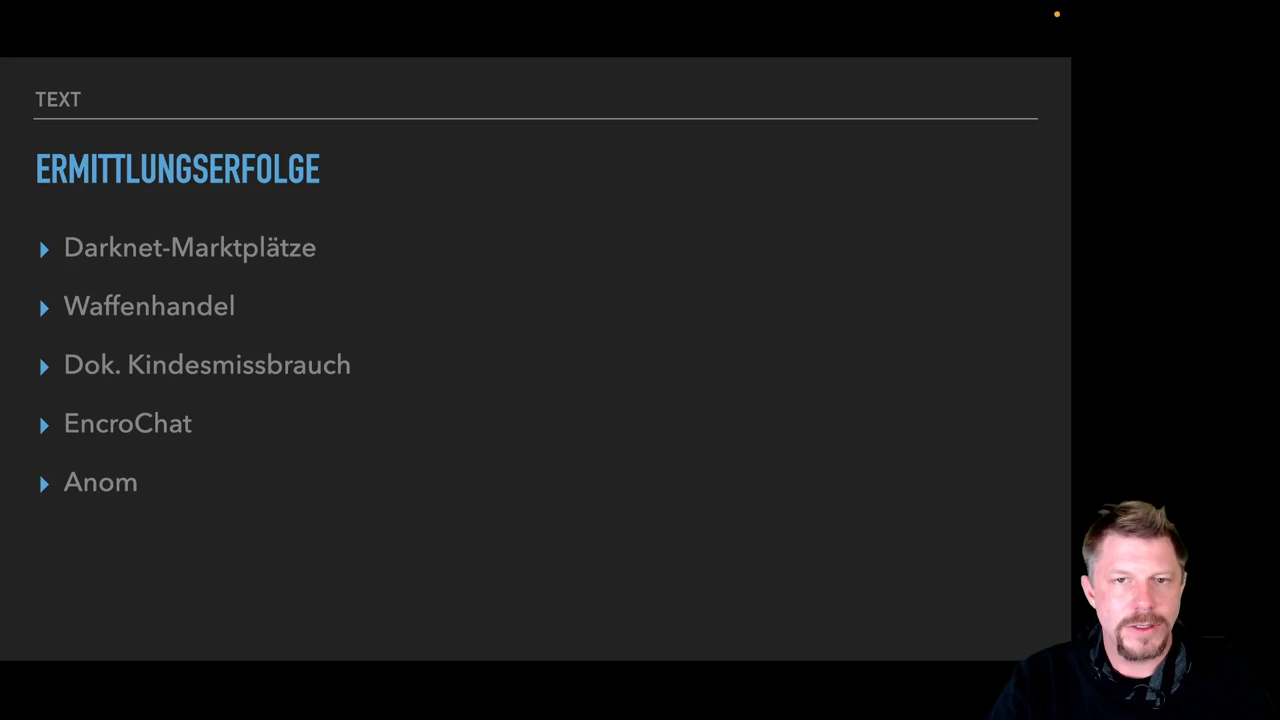 TEXT
ERMITTLUNGSERFOLGE
Darknet-Marktplätze
Waffenhandel
Dok. Kindesmissbrauch
EncroChat
Anom